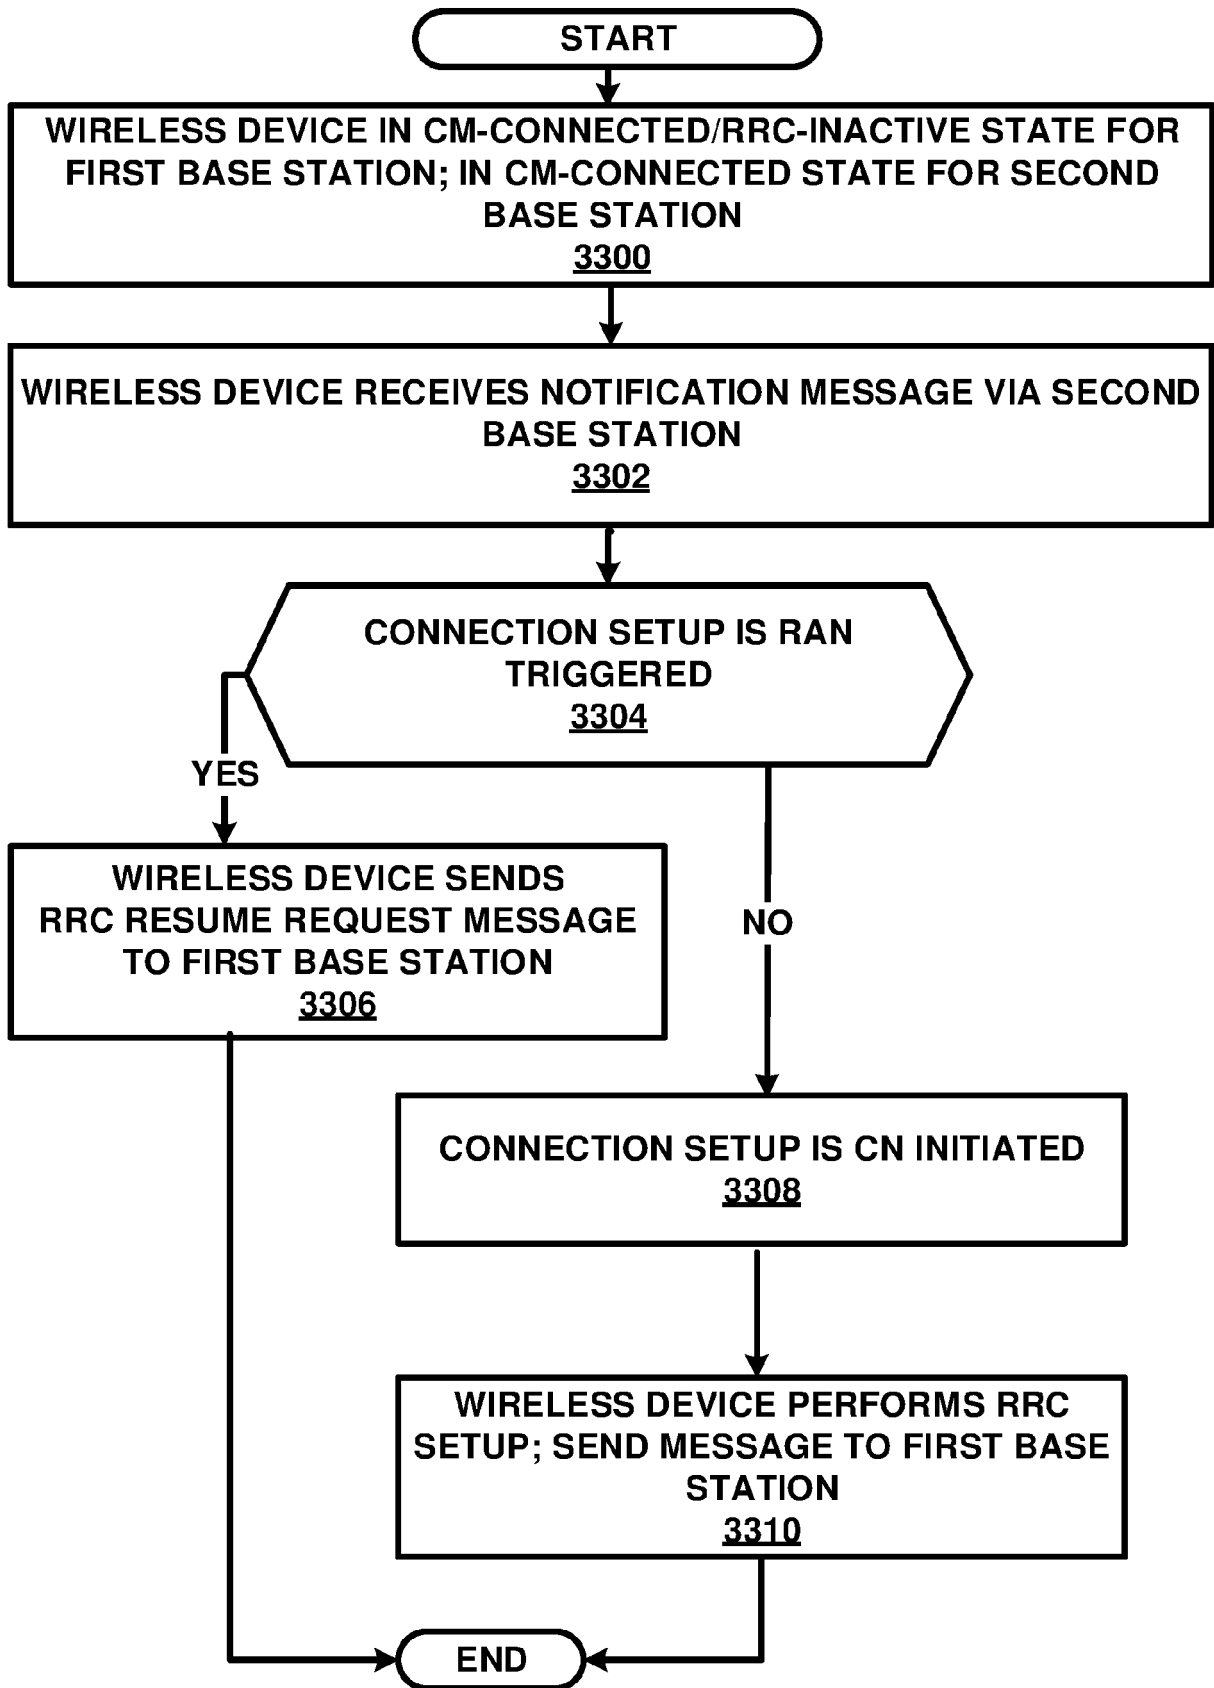 START
WIRELESS DEVICE IN CM-CONNECTED/RRC-INACTIVE STATE FOR
FIRST BASE STATION; IN CM-CONNECTED STATE FOR SECOND
BASE STATION
3300
WIRELESS DEVICE RECEIVES NOTIFICATION MESSAGE VIA SECOND
BASE STATION
3302
CONNECTION SETUP IS RAN
TRIGGERED
3304
YES
WIRELESS DEVICE SENDS
RRC RESUME REQUEST MESSAGE
TO FIRST BASE STATION
3306
NO
CONNECTION SETUP IS CN INITIATED
3308
WIRELESS DEVICE PERFORMS RRC
SETUP; SEND MESSAGE TO FIRST BASE
STATION
3310
END